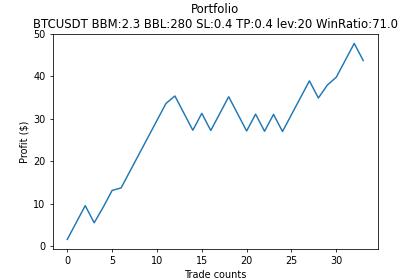 Portfolio
BTCUSDT BBM:2.3 BBL:280 SL:0.4 TP:0.4 lev:20 WinRatio:71.0
50
40
30
20
10
0
Profit ($)
0 5 10 15 20 25 30
Trade counts